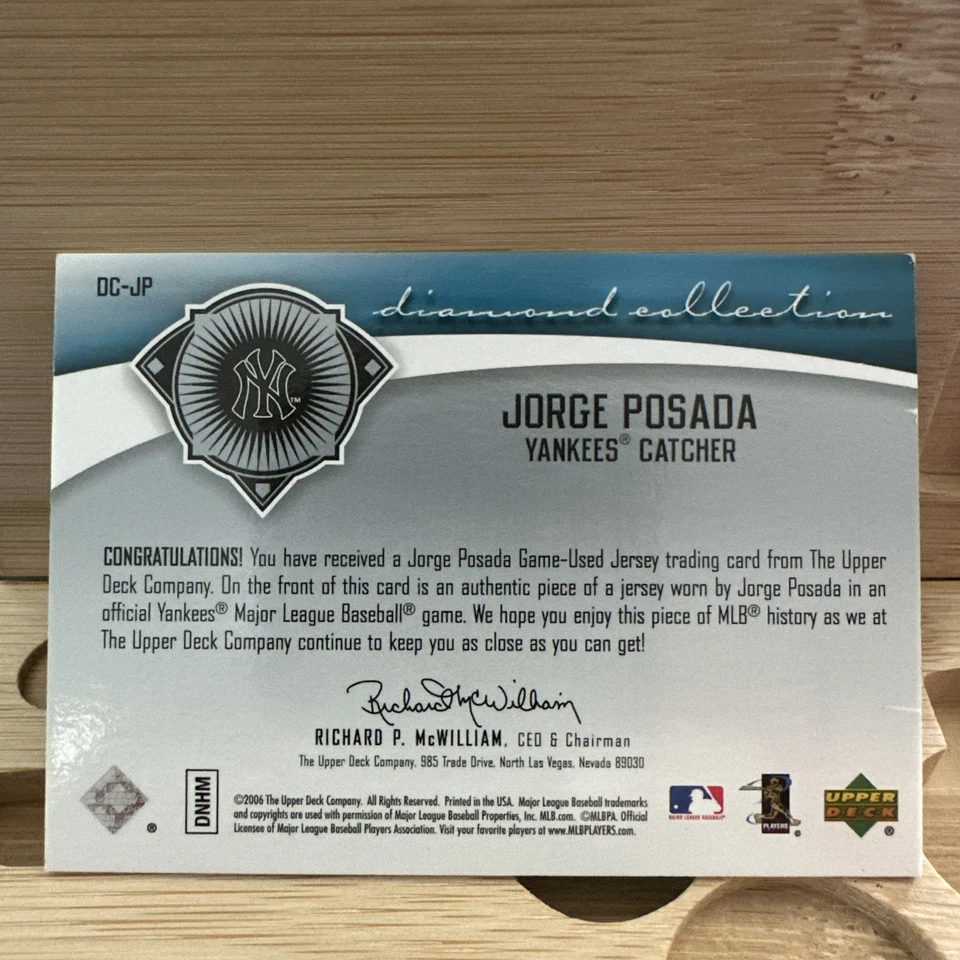 DC-JP
diamond collection
NY™
JORGE POSADA
YANKEES® CATCHER
CONGRATULATIONS! You have received a Jorge Posada Game-Used Jersey trading card from The Upper
Deck Company. On the front of this card is an authentic piece of a jersey worn by Jorge Posada in an
official Yankees® Major League Baseball® game. We hope you enjoy this piece of MLB® history as we at
The Upper Deck Company continue to keep you as close as you can get!
Richard McWilliam
RICHARD P. McWILLIAM, CEO & Chairman
The Upper Deck Company, 985 Trade Drive, North Las Vegas, Nevada 89030
®
DNHM
©2006 The Upper Deck Company. All Rights Reserved. Printed in the USA. Major League Baseball trademarks
and copyrights are used with permission of Major League Baseball Properties, Inc. MLB.com. ©MLBPA. Official
Licensee of Major League Baseball Players Association. Visit your favorite players at www.MLBPLAYERS.com.
MAJOR LEAGUE BASEBALL®
PLAYERS ®
UPPER
DECK ®